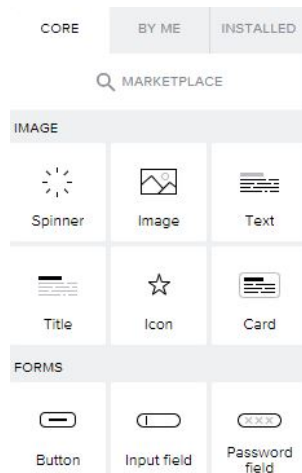 CORE BY ME INSTALLED
MARKETPLACE
IMAGE
Spinner Image Text
Title Icon Card
FORMS
Button Input field Password
field